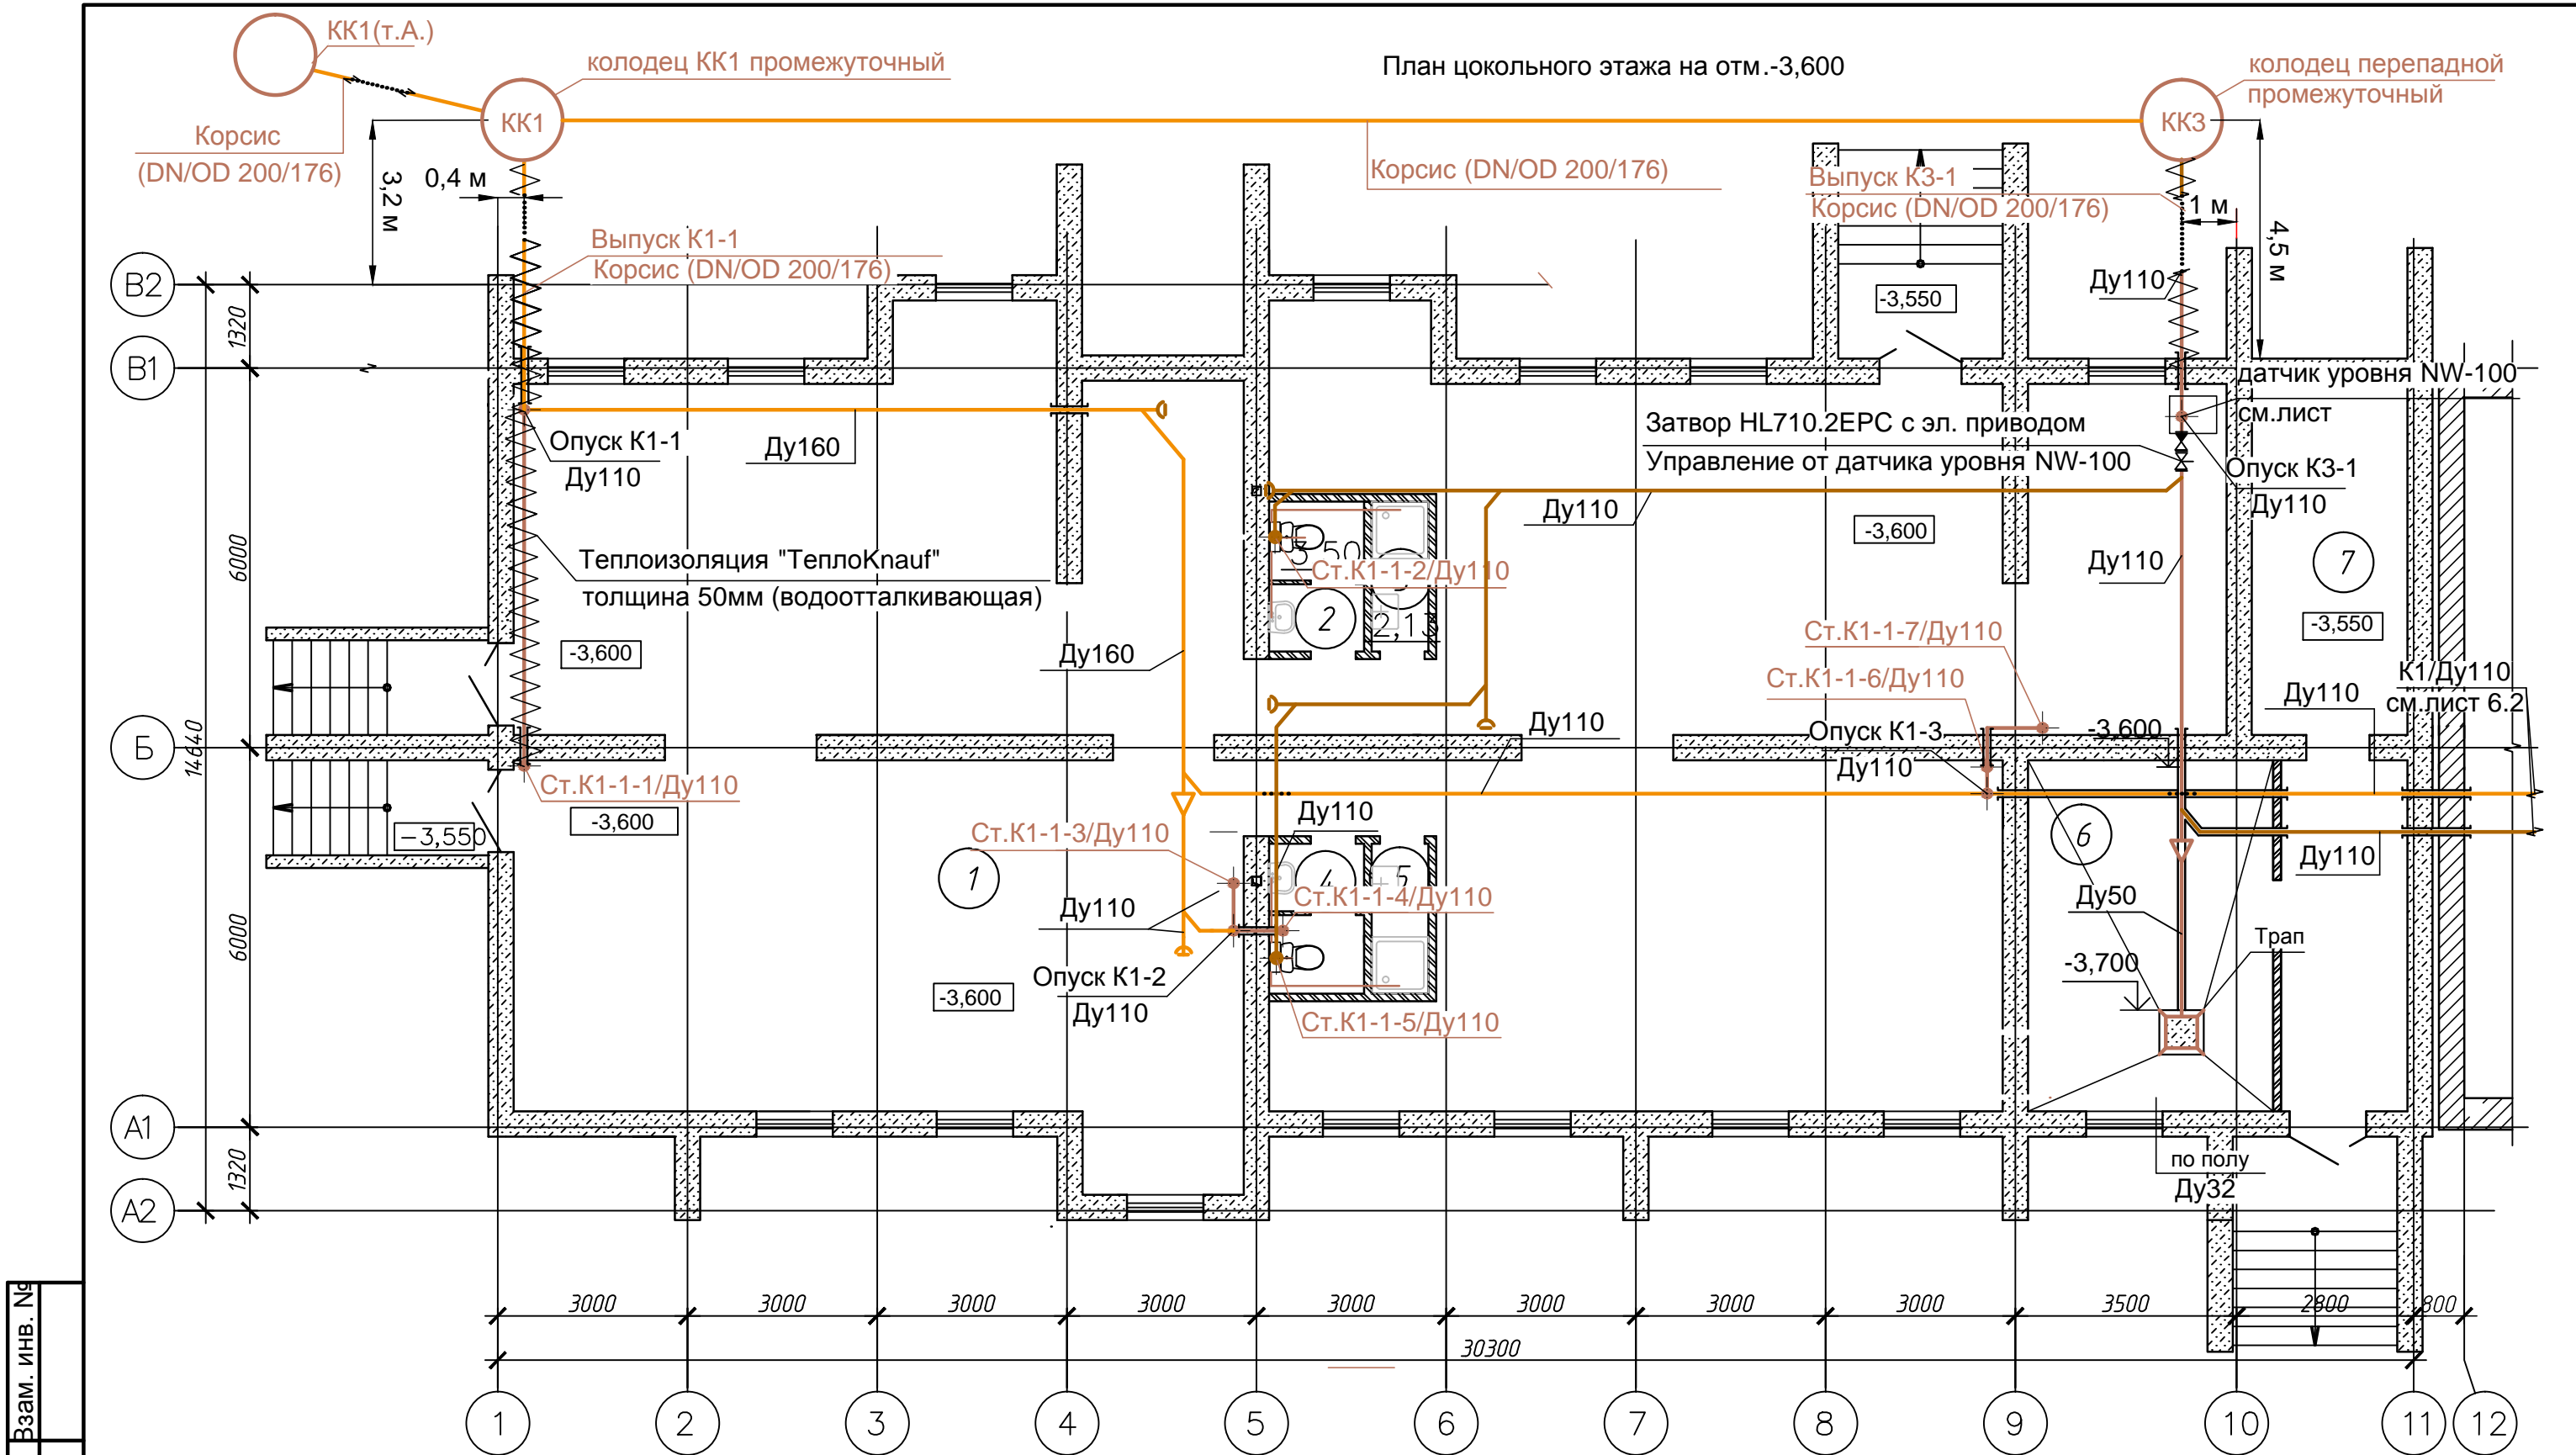 План цокольного этажа на отм.-3,600
КК1(т.А.)
колодец КК1 промежуточный
колодец перепадной
промежуточный
КК1
КК3
Корсис
(DN/OD 200/176)
3,2 м
0,4 м
Корсис (DN/OD 200/176)
Выпуск К3-1
Корсис (DN/OD 200/176)
1 м
4,5 м
Выпуск К1-1
Корсис (DN/OD 200/176)
Ду110
-3,550
В2
1320
В1
датчик уровня NW-100
см.лист
Затвор HL710.2EPC с эл. приводом
Управление от датчика уровня NW-100
Опуск К1-1
Ду110
Ду160
Опуск К3-1
Ду110
Ду110
-3,600
6000
Теплоизоляция "ТеплоKnauf"
толщина 50мм (водоотталкивающая)
Ст.К1-1-2/Ду110
Ду110
7
2
2,13
-3,550
-3,600
Ду160
Ст.К1-1-7/Ду110
Ст.К1-1-6/Ду110
К1/Ду110
см.лист 6.2
Ду110
Б
14640
Ду110
Опуск К1-3
Ду110
-3,600
Ст.К1-1-1/Ду110
-3,550
-3,600
Ст.К1-1-3/Ду110
Ду110
6
Ду110
1
4
5
Ст.К1-1-4/Ду110
Ду110
Ду50
6000
Трап
-3,700
-3,600
Опуск К1-2
Ду110
Ст.К1-1-5/Ду110
А1
1320
по полу
Ду32
А2
3000
3000
3000
3000
3000
3000
3000
3000
3500
2800
800
30300
Взам. инв. №
1
2
3
4
5
6
7
8
9
10
11
12